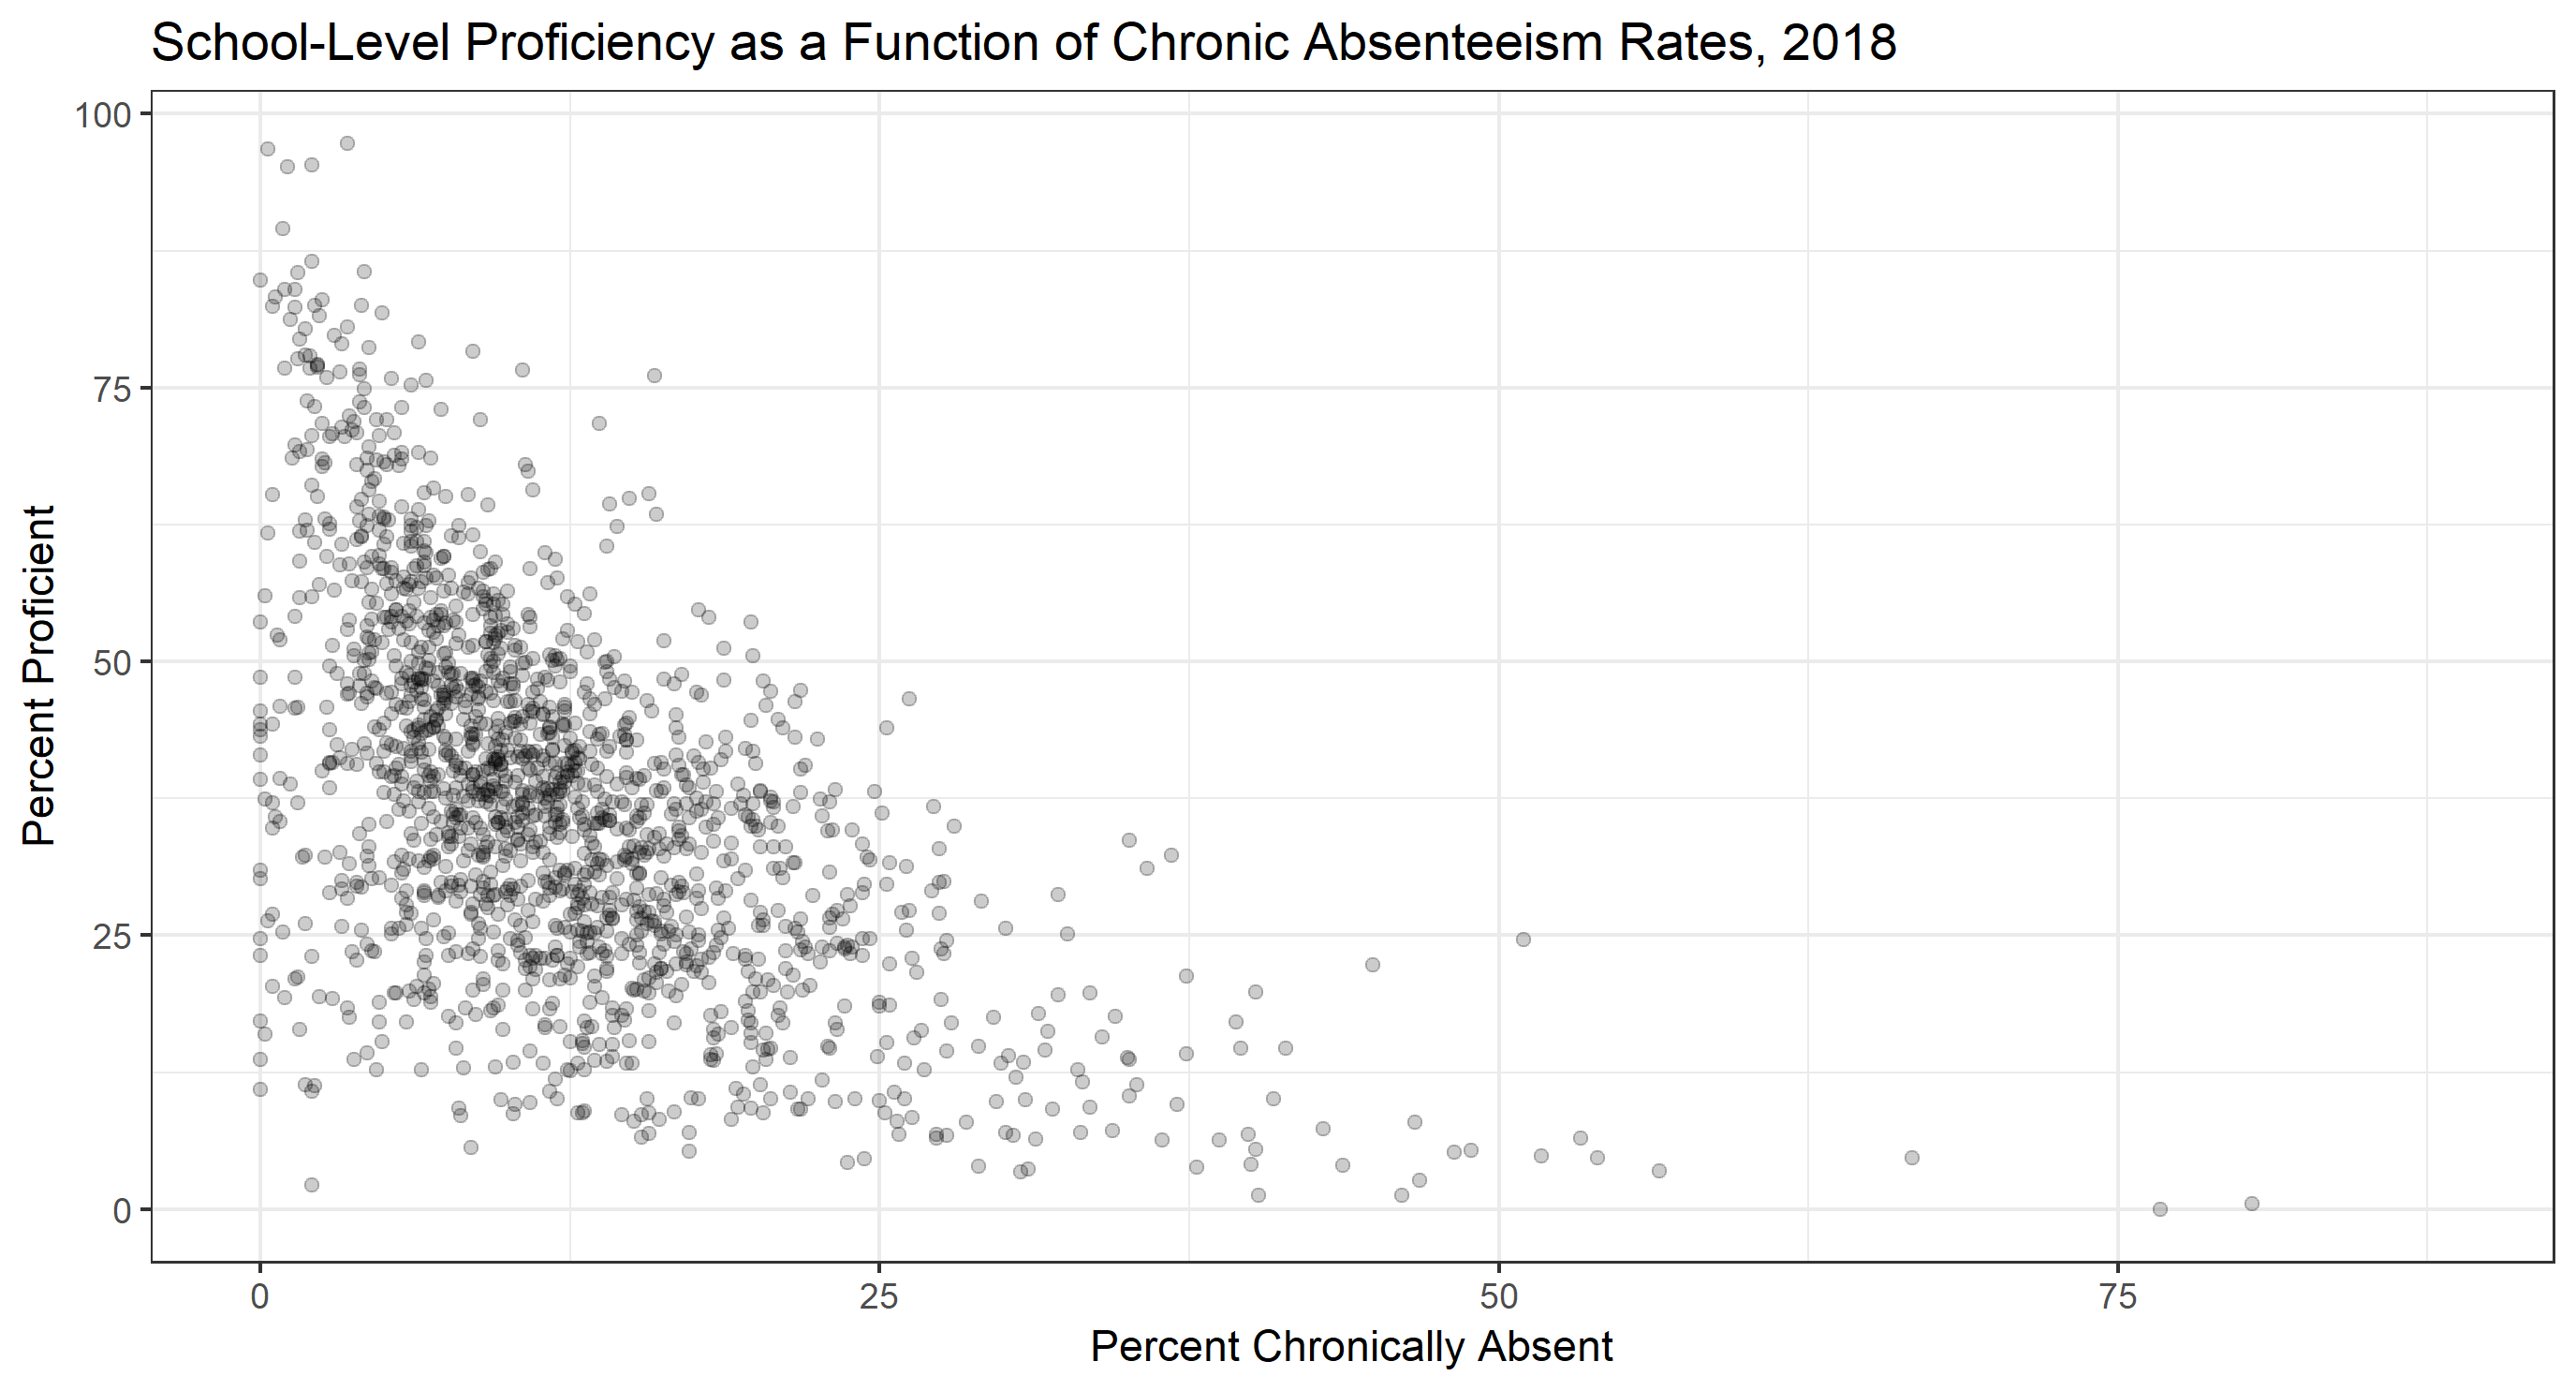 School-Level Proficiency as a Function of Chronic Absenteeism Rates, 2018
100
75
50
25
0
Percent Proficient
0 25 50 75
Percent Chronically Absent